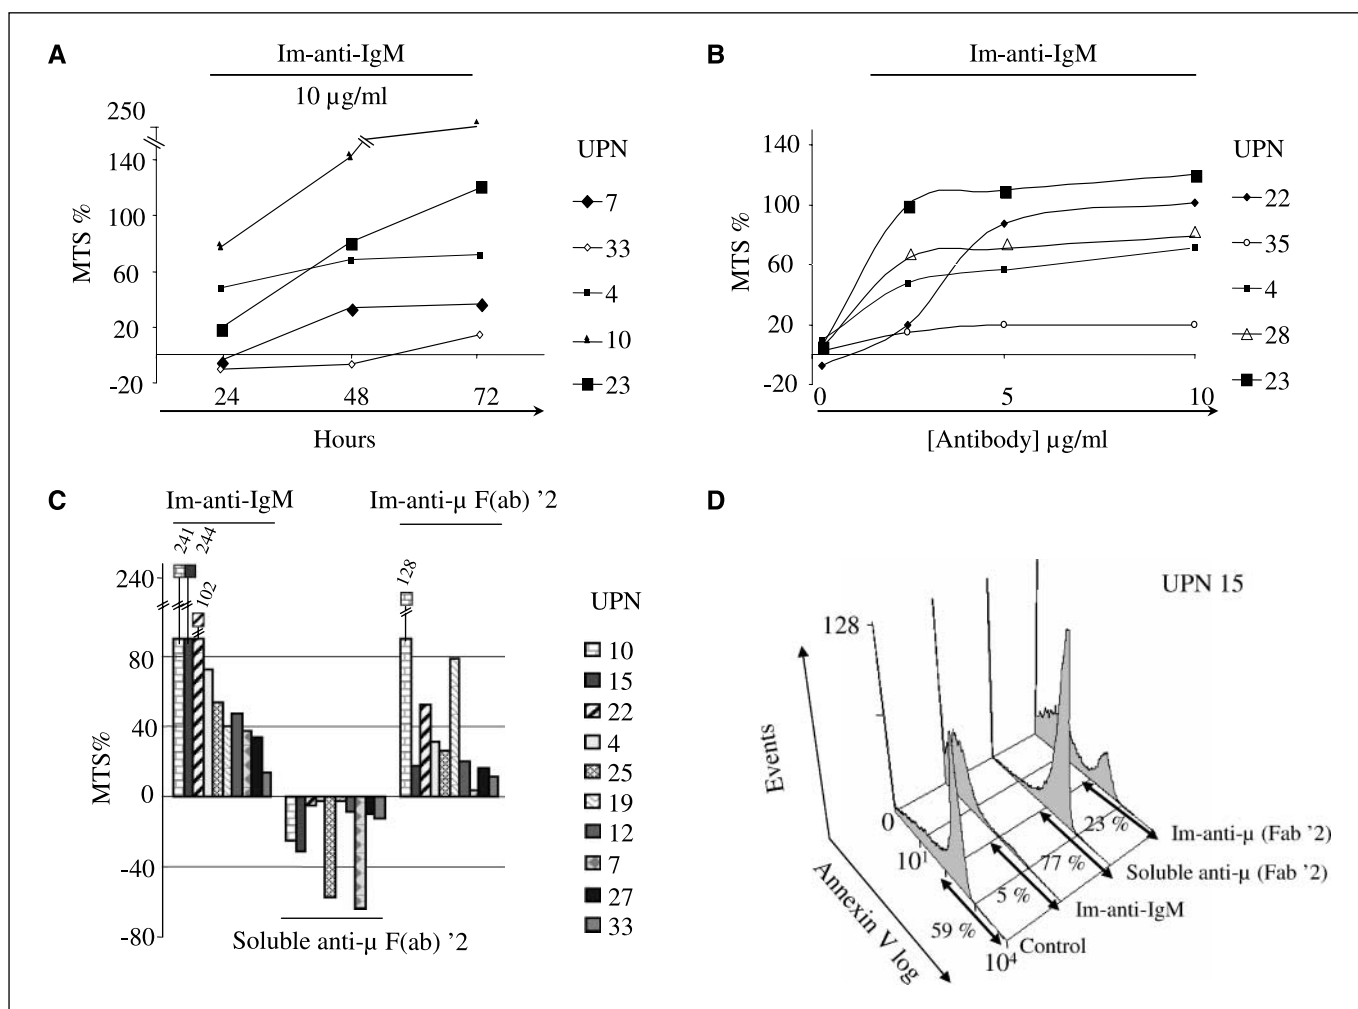 A
Im-anti-IgM
10 µg/ml
250
140
100
60
20
-20
MTS %
24 48 72
Hours
UPN
7
33
4
10
23
B
Im-anti-IgM
140
100
60
20
-20
MTS %
0 5 10
[Antibody] µg/ml
UPN
22
35
4
28
23
C
Im-anti-IgM
Im-anti-µ F(ab) ’2
241
244
102
128
240
80
40
0
-40
-80
MTS%
Soluble anti-µ F(ab) ’2
UPN
10
15
22
4
25
19
12
7
27
33
D
UPN 15
128
0
Events
10¹
10⁴
Annexin V log
23 %
77 %
5 %
59 %
Im-anti-µ (Fab ’2)
Soluble anti-µ (Fab ’2)
Im-anti-IgM
Control